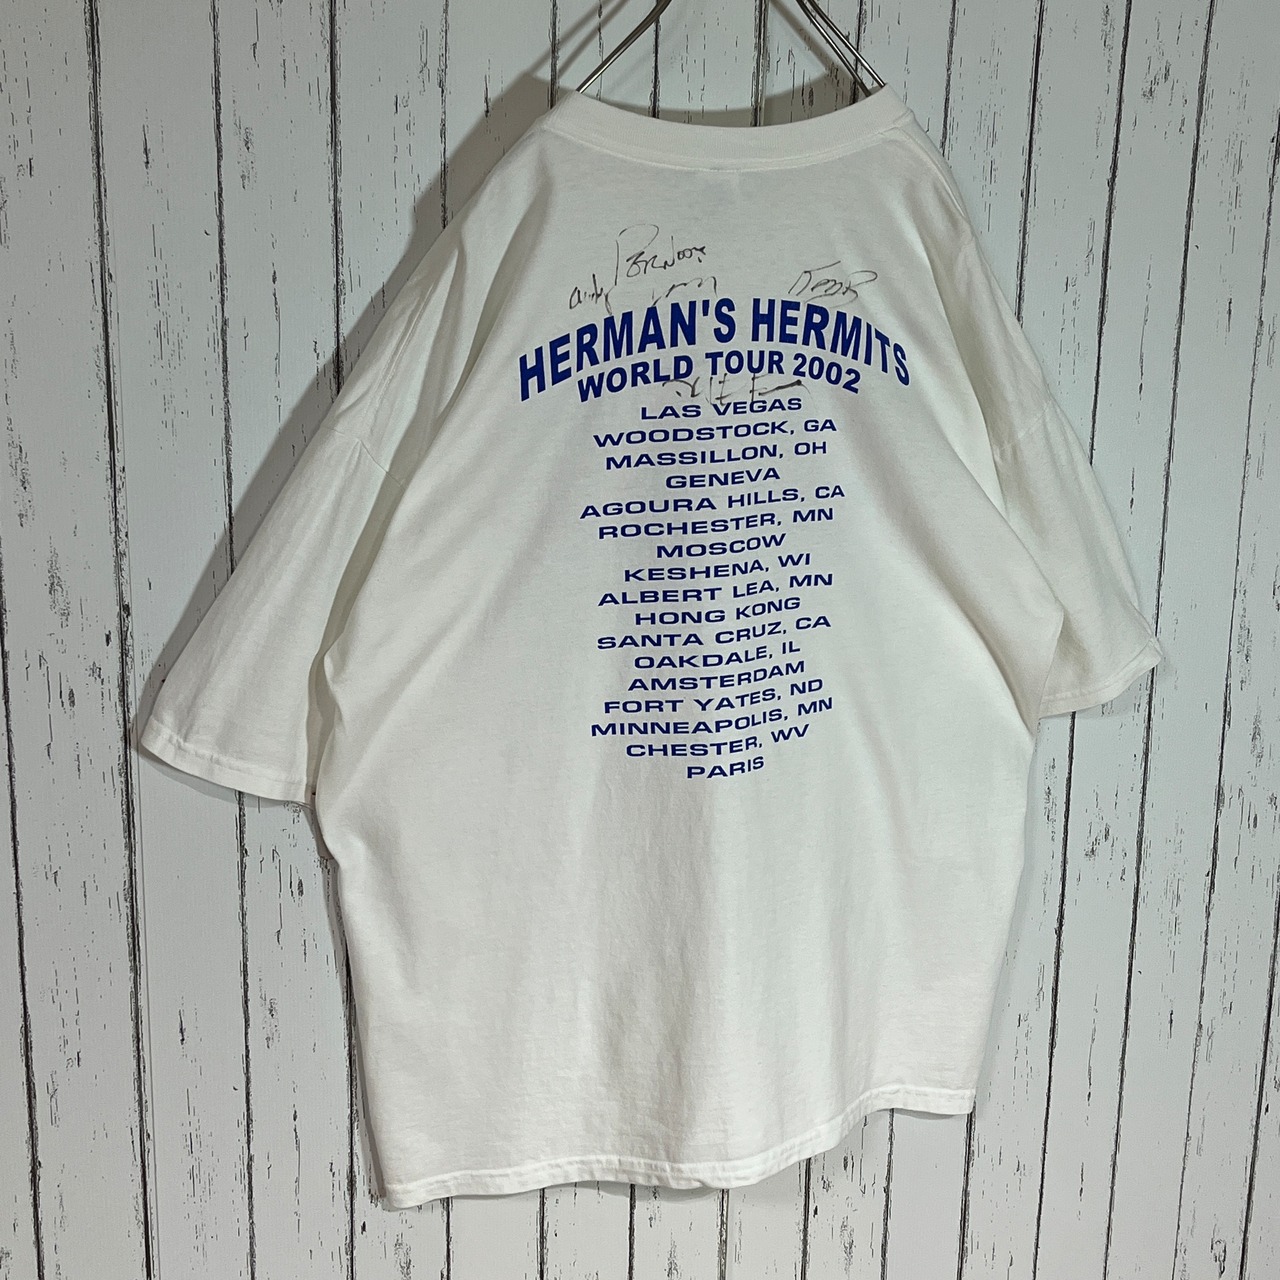 HERMAN'S HERMITS
WORLD TOUR 2002
LAS VEGAS
WOODSTOCK, GA
MASSILLON, OH
GENEVA
AGOURA HILLS, CA
ROCHESTER, MN
MOSCOW
KESHENA, WI
ALBERT LEA, MN
HONG KONG
SANTA CRUZ, CA
OAKDALE, IL
AMSTERDAM
FORT YATES, ND
MINNEAPOLIS, MN
CHESTER, WV
PARIS